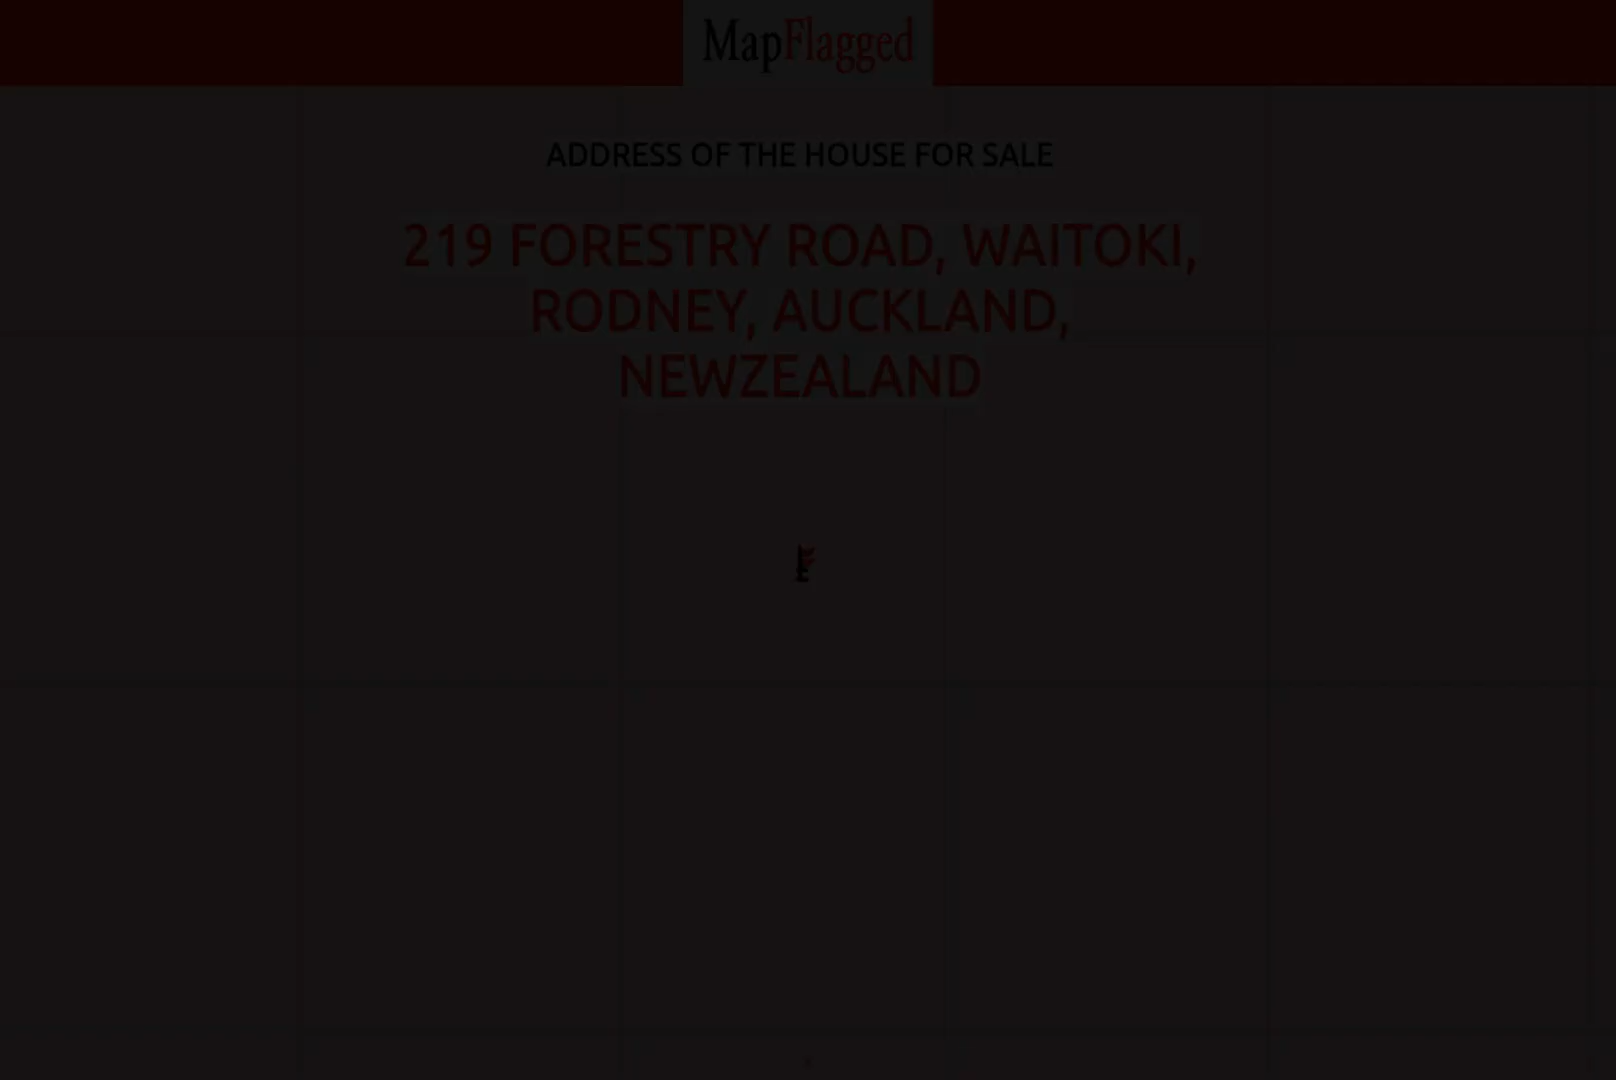 MapFlagged
ADDRESS OF THE HOUSE FOR SALE
219 FORESTRY ROAD, WAITOKI,
RODNEY, AUCKLAND,
NEWZEALAND